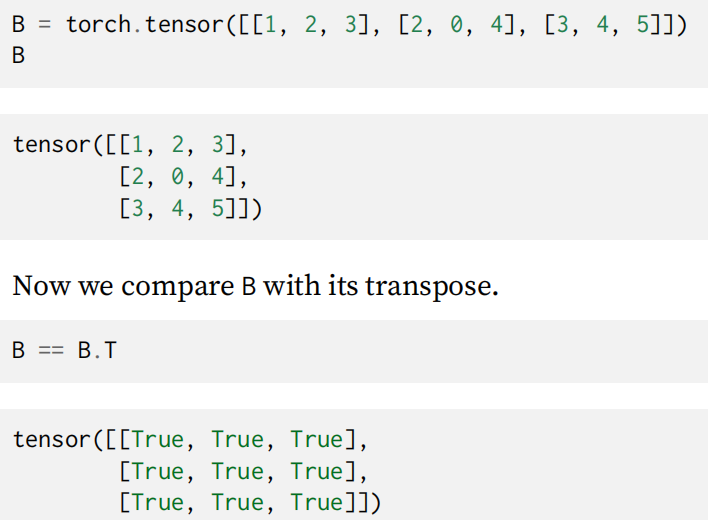 B = torch.tensor([[1, 2, 3], [2, 0, 4], [3, 4, 5]])
B
tensor([[1, 2, 3],
        [2, 0, 4],
        [3, 4, 5]])
Now we compare B with its transpose.
B == B.T
tensor([[True, True, True],
        [True, True, True],
        [True, True, True]])